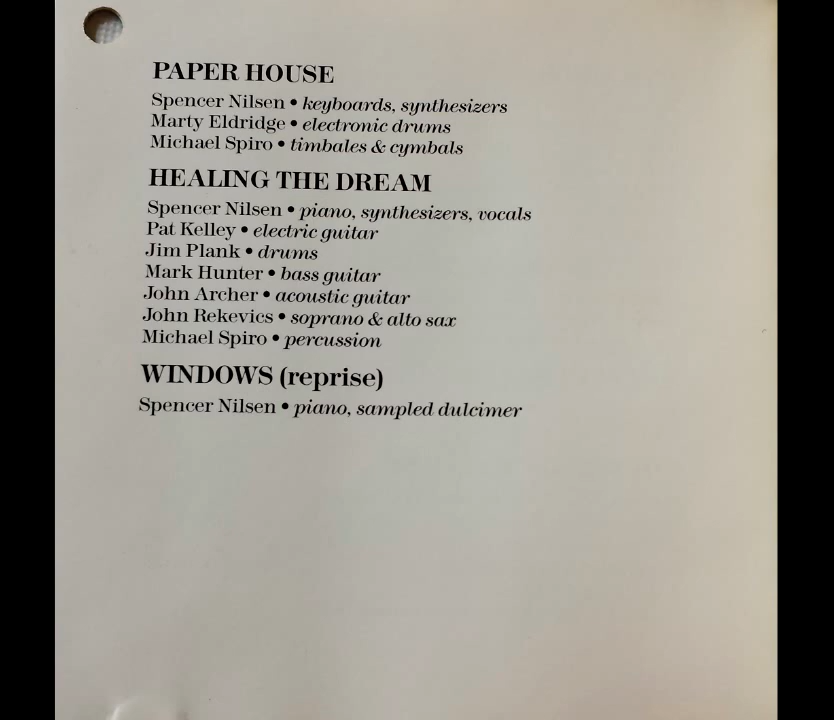 PAPER HOUSE
Spencer Nilsen • keyboards, synthesizers
Marty Eldridge • electronic drums
Michael Spiro • timbales & cymbals
HEALING THE DREAM
Spencer Nilsen • piano, synthesizers, vocals
Pat Kelley • electric guitar
Jim Plank • drums
Mark Hunter • bass guitar
John Archer • acoustic guitar
John Rekevics • soprano & alto sax
Michael Spiro • percussion
WINDOWS (reprise)
Spencer Nilsen • piano, sampled dulcimer